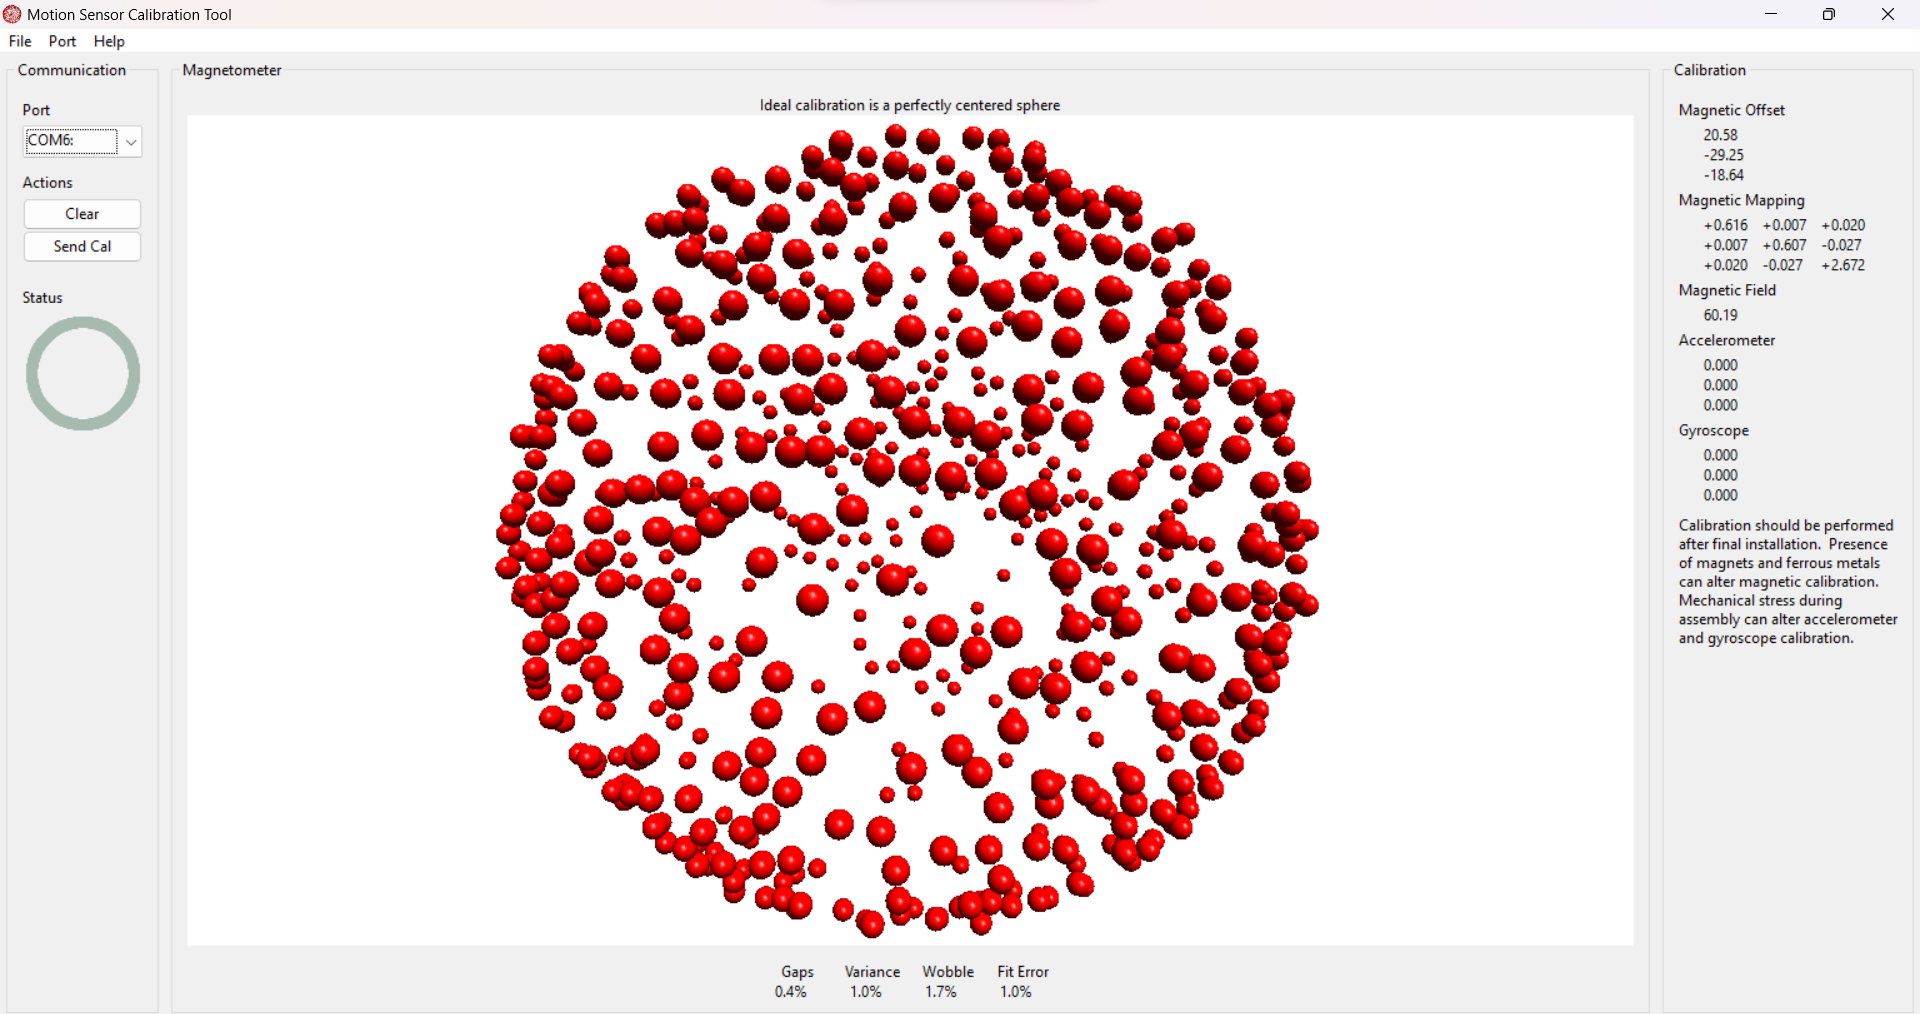 Motion Sensor Calibration Tool
File Port Help
Communication
Port
COM6:
Actions
Clear
Send Cal
Status
Magnetometer
Ideal calibration is a perfectly centered sphere
Gaps Variance Wobble Fit Error
0.4% 1.0% 1.7% 1.0%
Calibration
Magnetic Offset
20.58
-29.25
-18.64
Magnetic Mapping
+0.616 +0.007 +0.020
+0.007 +0.607 -0.027
+0.020 -0.027 +2.672
Magnetic Field
60.19
Accelerometer
0.000
0.000
0.000
Gyroscope
0.000
0.000
0.000
Calibration should be performed
after final installation. Presence
of magnets and ferrous metals
can alter magnetic calibration.
Mechanical stress during
assembly can alter accelerometer
and gyroscope calibration.